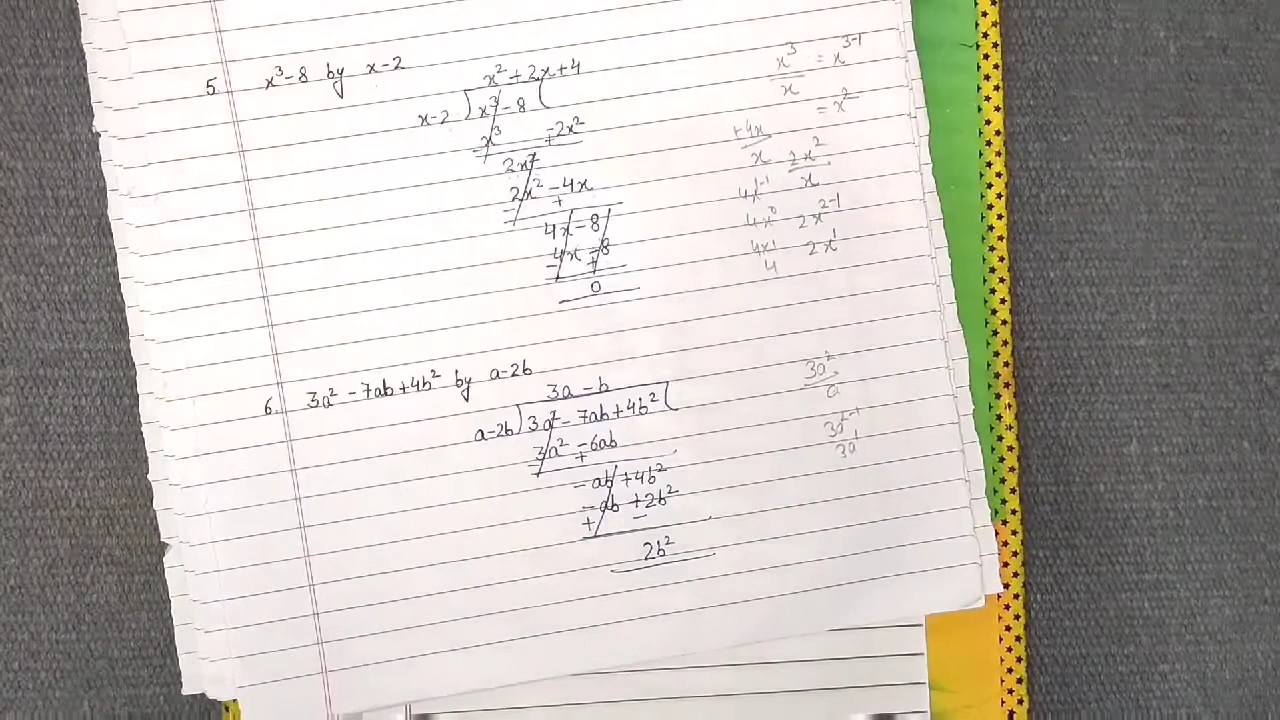 5. x³-8 by x-2
x²+2x+4
x-2 ) x³-8 (
x³ -2x²
- +
2x²
2x² -4x
- +
4x-8
4x-8
- +
0
x³/x = x³⁻¹
= x²
+4x/x
4x¹⁻¹
4x⁰
4x1
4
2x²/x
2x²⁻¹
2x¹
6. 3a²-7ab+4b² by a-2b
3a-b
a-2b ) 3a²-7ab+4b² (
3a² -6ab
- +
-ab+4b²
-ab +2b²
+ -
2b²
3a²/a
3a²⁻¹
3a¹